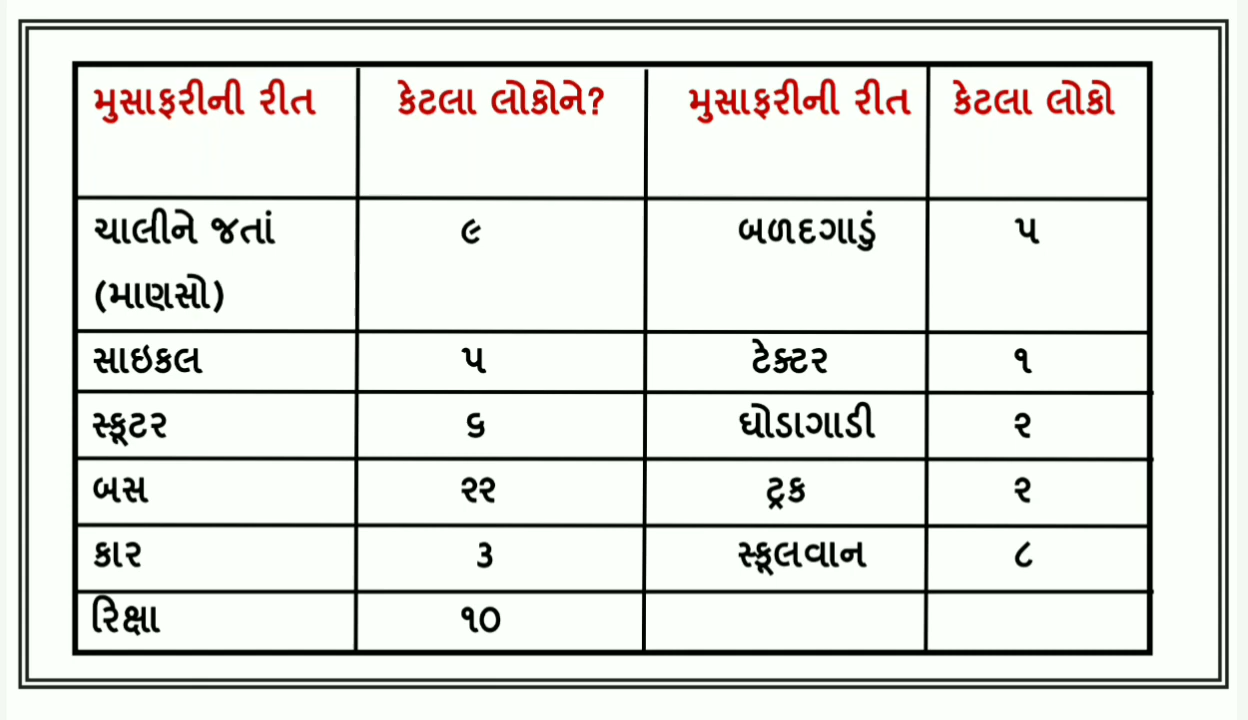 મુસાફરીની રીત કેટલા લોકોને? મુસાફરીની રીત કેટલા લોકો
ચાલીને જતાં ૯ બળદગાડું ૫
(માણસો)
સાઇકલ ૫ ટેક્ટર ૧
સ્કૂટર ૬ ઘોડાગાડી ૨
બસ ૨૨ ટ્રક ૨
કાર ૩ સ્કૂલવાન ૮
રિક્ષા ૧૦